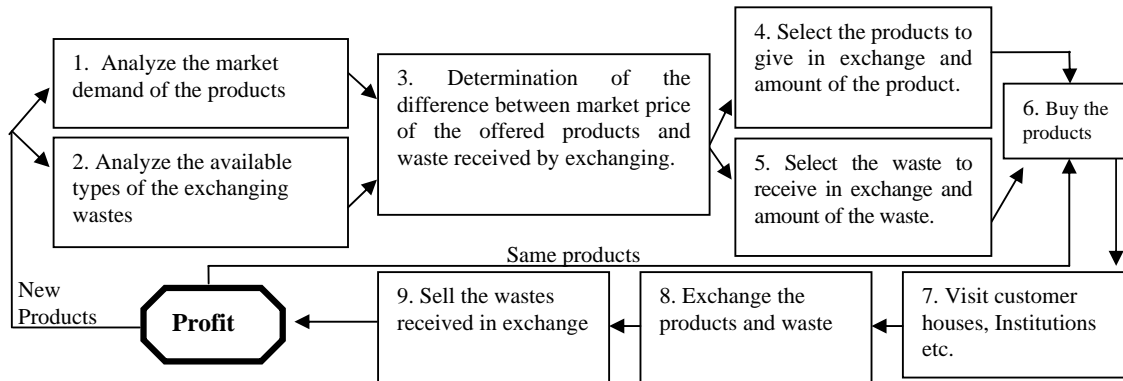 1. Analyze the market
demand of the products
2. Analyze the available
types of the exchanging
wastes
3. Determination of the
difference between market price
of the offered products and
waste received by exchanging.
4. Select the products to
give in exchange and
amount of the product.
5. Select the waste to
receive in exchange and
amount of the waste.
6. Buy the
products
Same products
New
Products
Profit
9. Sell the wastes
received in exchange
8. Exchange the
products and waste
7. Visit customer
houses, Institutions
etc.